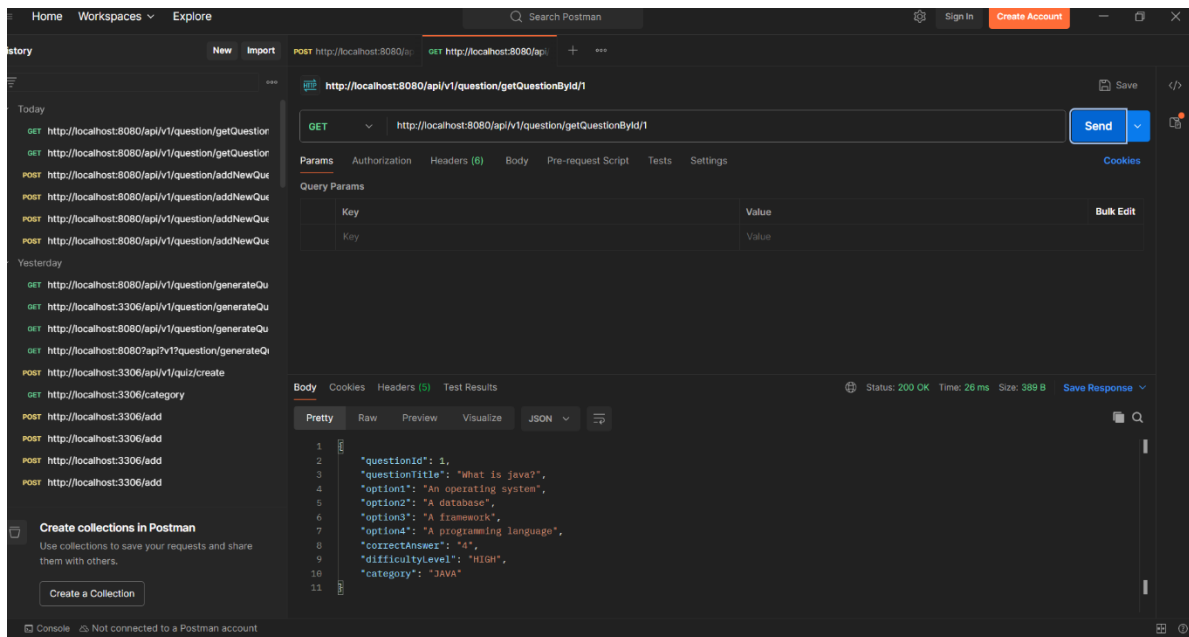 Home Workspaces Explore Search Postman Sign In Create Account
istory New Import POST http://localhost:8080/ap GET http://localhost:8080/api/
http://localhost:8080/api/v1/question/getQuestionById/1 Save
GET http://localhost:8080/api/v1/question/getQuestionById/1 Send
Params Authorization Headers (6) Body Pre-request Script Tests Settings Cookies
Query Params
Key Value Bulk Edit
Key Value
Today
GET http://localhost:8080/api/v1/question/getQuestion
GET http://localhost:8080/api/v1/question/getQuestion
POST http://localhost:8080/api/v1/question/addNewQue
POST http://localhost:8080/api/v1/question/addNewQue
POST http://localhost:8080/api/v1/question/addNewQue
POST http://localhost:8080/api/v1/question/addNewQue
Yesterday
GET http://localhost:8080/api/v1/question/generateQu
GET http://localhost:3306/api/v1/question/generateQu
GET http://localhost:8080/api/v1/question/generateQu
GET http://localhost:8080?api?v1?question/generateQu
POST http://localhost:3306/api/v1/quiz/create
GET http://localhost:3306/category
POST http://localhost:3306/add
POST http://localhost:3306/add
POST http://localhost:3306/add
POST http://localhost:3306/add
Create collections in Postman
Use collections to save your requests and share
them with others.
Create a Collection
Body Cookies Headers (5) Test Results Status: 200 OK Time: 26 ms Size: 389 B Save Response
Pretty Raw Preview Visualize JSON
1 {
2 "questionId": 1,
3 "questionTitle": "What is java?",
4 "option1": "An operating system",
5 "option2": "A database",
6 "option3": "A framework",
7 "option4": "A programming language",
8 "correctAnswer": "4",
9 "difficultyLevel": "HIGH",
10 "category": "JAVA"
11 }
Console Not connected to a Postman account